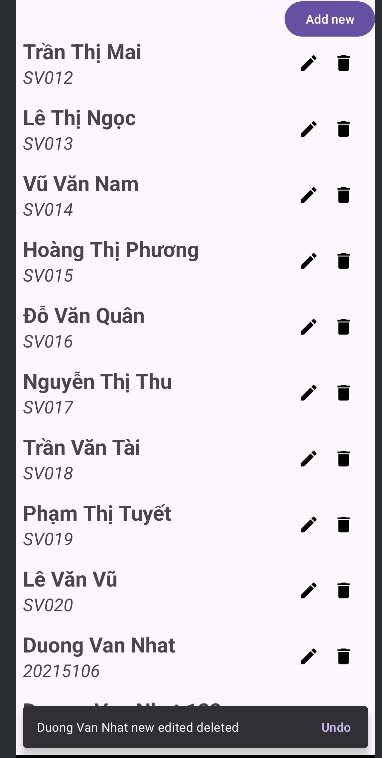 Add new
Trần Thị Mai
SV012
Lê Thị Ngọc
SV013
Vũ Văn Nam
SV014
Hoàng Thị Phương
SV015
Đỗ Văn Quân
SV016
Nguyễn Thị Thu
SV017
Trần Văn Tài
SV018
Phạm Thị Tuyết
SV019
Lê Văn Vũ
SV020
Duong Van Nhat
20215106
Duong Van Nhat new edited deleted Undo